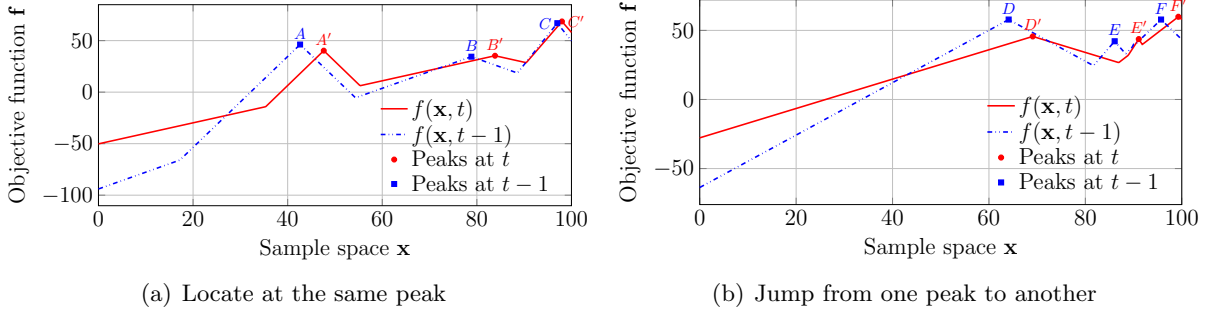 Objective function f
50
0
−50
−100
A
A′
B
B′
C
C′
f(x, t)
f(x, t − 1)
Peaks at t
Peaks at t − 1
0 20 40 60 80 100
Sample space x
(a) Locate at the same peak
Objective function f
50
0
−50
D
D′
E
E′
F
F′
f(x, t)
f(x, t − 1)
Peaks at t
Peaks at t − 1
0 20 40 60 80 100
Sample space x
(b) Jump from one peak to another